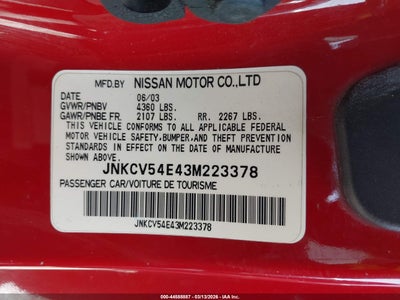 MFD.BY NISSAN MOTOR CO.,LTD
DATE 06/03
GVWR/PNBV 4360 LBS.
GAWR/PNBE FR. 2107 LBS. RR. 2267 LBS.
THIS VEHICLE CONFORMS TO ALL APPLICABLE FEDERAL
MOTOR VEHICLE SAFETY,BUMPER, AND THEFT PREVENTION
STANDARDS IN EFFECT ON THE DATE OF MANUFACTURE
SHOWN ABOVE.
JNKCV54E43M223378
PASSENGER CAR/VOITURE DE TOURISME
JNKCV54E43M223378
000-44588887 - 03/13/2026 - © COPYRIGHT IAA, LLC